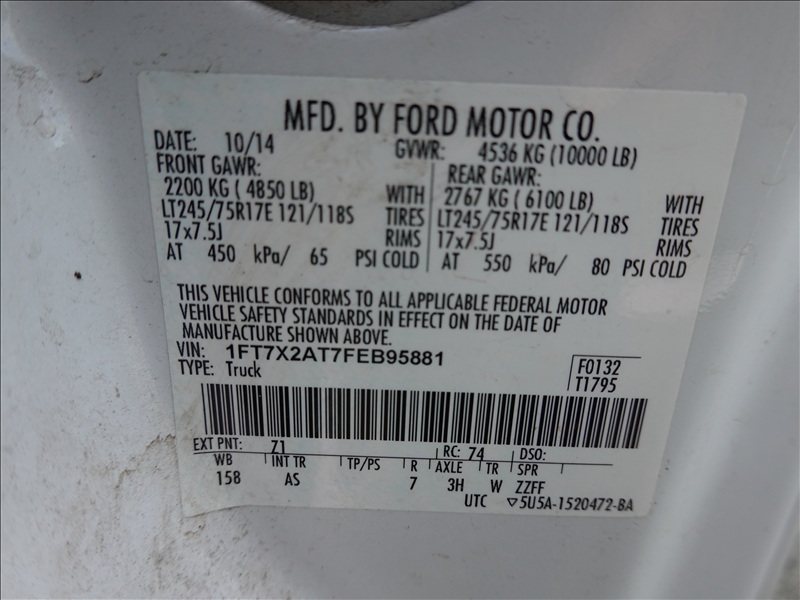 MFD. BY FORD MOTOR CO.
DATE: 10/14 GVWR: 4536 KG (10000 LB)
FRONT GAWR: REAR GAWR:
2200 KG ( 4850 LB) WITH 2767 KG ( 6100 LB) WITH
LT245/75R17E 121/118S TIRES LT245/75R17E 121/118S TIRES
17x7.5J RIMS 17x7.5J RIMS
AT 450 kPa/ 65 PSI COLD AT 550 kPa/ 80 PSI COLD
THIS VEHICLE CONFORMS TO ALL APPLICABLE FEDERAL MOTOR
VEHICLE SAFETY STANDARDS IN EFFECT ON THE DATE OF
MANUFACTURE SHOWN ABOVE.
VIN: 1FT7X2AT7FEB95881 F0132
TYPE: Truck T1795
EXT PNT: Z1 RC: 74 DSO:
WB INT TR TP/PS R AXLE TR SPR
158 AS 7 3H W ZZFF
UTC ▽5U5A-1520472-BA